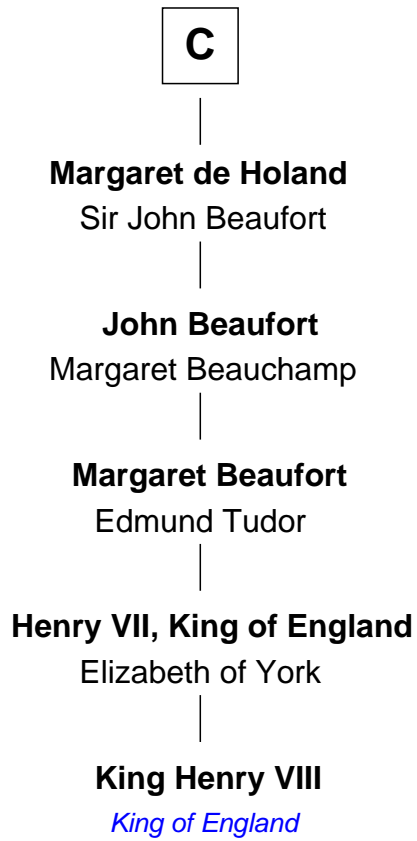 C
Margaret de Holand
Sir John Beaufort
John Beaufort
Margaret Beauchamp
Margaret Beaufort
Edmund Tudor
Henry VII, King of England
Elizabeth of York
King Henry VIII
King of England